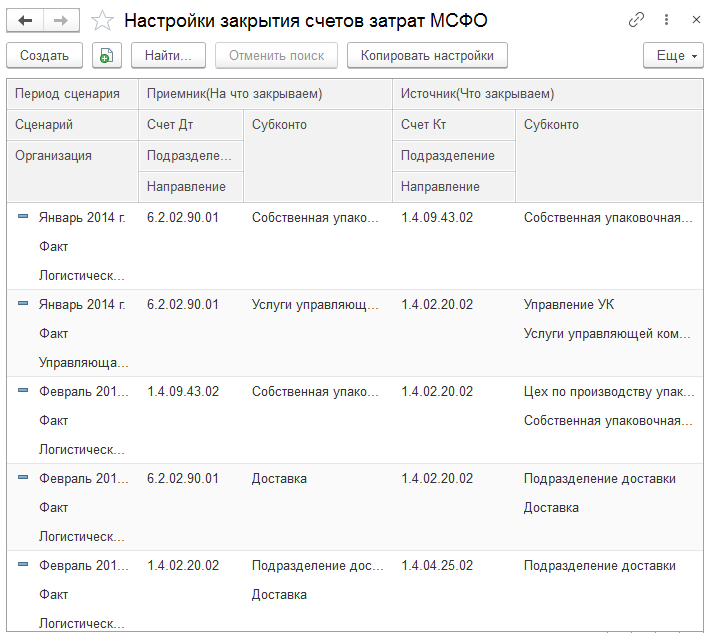 Настройки закрытия счетов затрат МСФО
Создать Найти... Отменить поиск Копировать настройки Еще
Период сценария Приемник(На что закрываем) Источник(Что закрываем)
Сценарий Счет Дт Субконто Счет Кт Субконто
Организация Подразделе... Подразделение
Направление Направление
Январь 2014 г. 6.2.02.90.01 Собственная упако... 1.4.09.43.02 Собственная упаковочная...
Факт
Логистическ...
Январь 2014 г. 6.2.02.90.01 Услуги управляющ... 1.4.02.20.02 Управление УК
Факт Услуги управляющей ком...
Управляюща...
Февраль 201... 1.4.09.43.02 Собственная упако... 1.4.02.20.02 Цех по производству упак...
Факт Собственная упаковочная...
Логистическ...
Февраль 201... 6.2.02.90.01 Доставка 1.4.02.20.02 Подразделение доставки
Факт Доставка
Логистическ...
Февраль 201... 1.4.02.20.02 Подразделение дос... 1.4.04.25.02 Подразделение доставки
Факт Доставка
Логистическ...